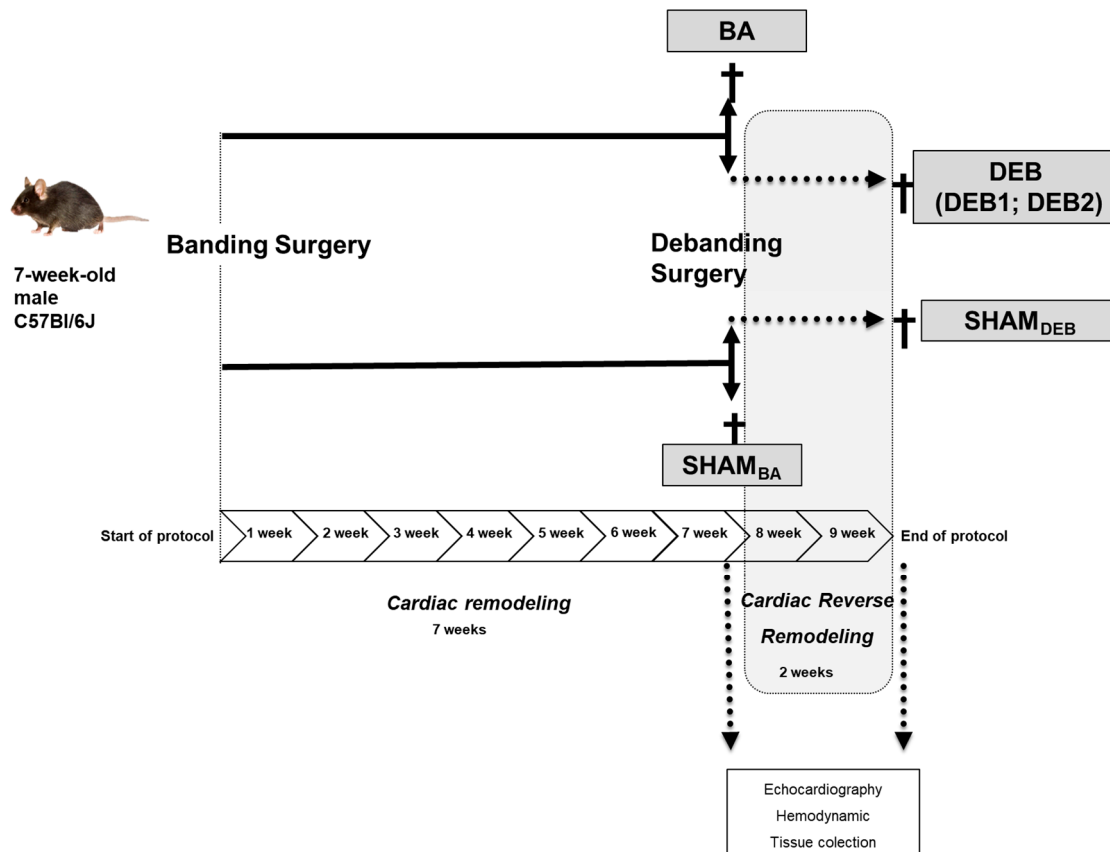 BA
DEB
(DEB1; DEB2)
Banding Surgery
Debanding
Surgery
7-week-old
male
C57Bl/6J
SHAM_DEB
SHAM_BA
Start of protocol
1 week
2 week
3 week
4 week
5 week
6 week
7 week
8 week
9 week
End of protocol
Cardiac remodeling
7 weeks
Cardiac Reverse
Remodeling
2 weeks
Echocardiography
Hemodynamic
Tissue colection